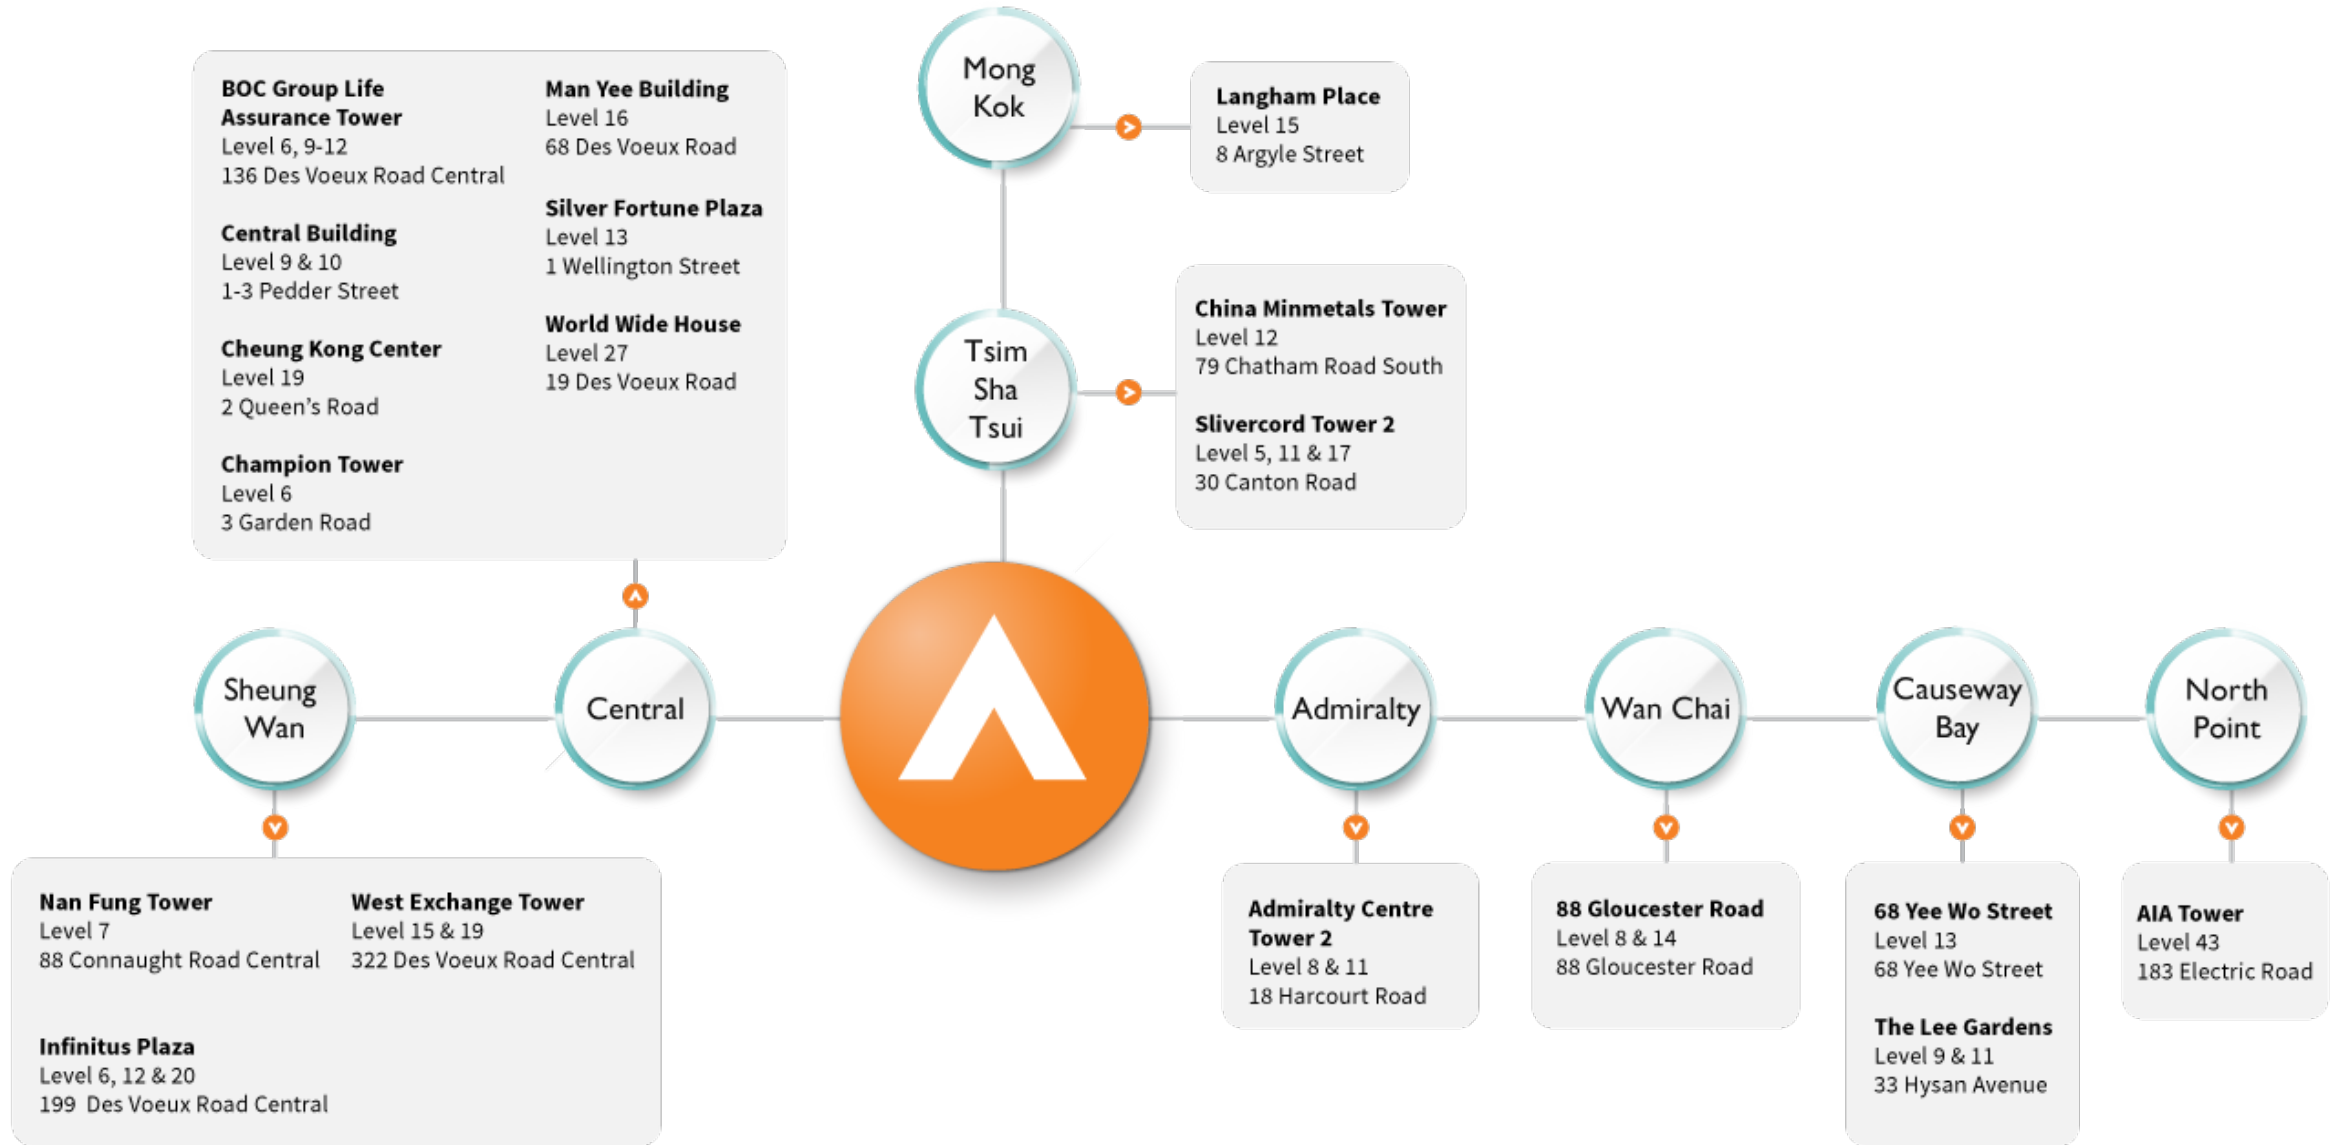 BOC Group Life
Assurance Tower
Level 6, 9-12
136 Des Voeux Road Central
Central Building
Level 9 & 10
1-3 Pedder Street
Cheung Kong Center
Level 19
2 Queen's Road
Champion Tower
Level 6
3 Garden Road
Man Yee Building
Level 16
68 Des Voeux Road
Silver Fortune Plaza
Level 13
1 Wellington Street
World Wide House
Level 27
19 Des Voeux Road
Mong
Kok
Langham Place
Level 15
8 Argyle Street
Tsim
Sha
Tsui
China Minmetals Tower
Level 12
79 Chatham Road South
Slivercord Tower 2
Level 5, 11 & 17
30 Canton Road
Sheung
Wan
Central
Admiralty
Wan Chai
Causeway
Bay
North
Point
Nan Fung Tower
Level 7
88 Connaught Road Central
West Exchange Tower
Level 15 & 19
322 Des Voeux Road Central
Infinitus Plaza
Level 6, 12 & 20
199 Des Voeux Road Central
Admiralty Centre
Tower 2
Level 8 & 11
18 Harcourt Road
88 Gloucester Road
Level 8 & 14
88 Gloucester Road
68 Yee Wo Street
Level 13
68 Yee Wo Street
The Lee Gardens
Level 9 & 11
33 Hysan Avenue
AIA Tower
Level 43
183 Electric Road